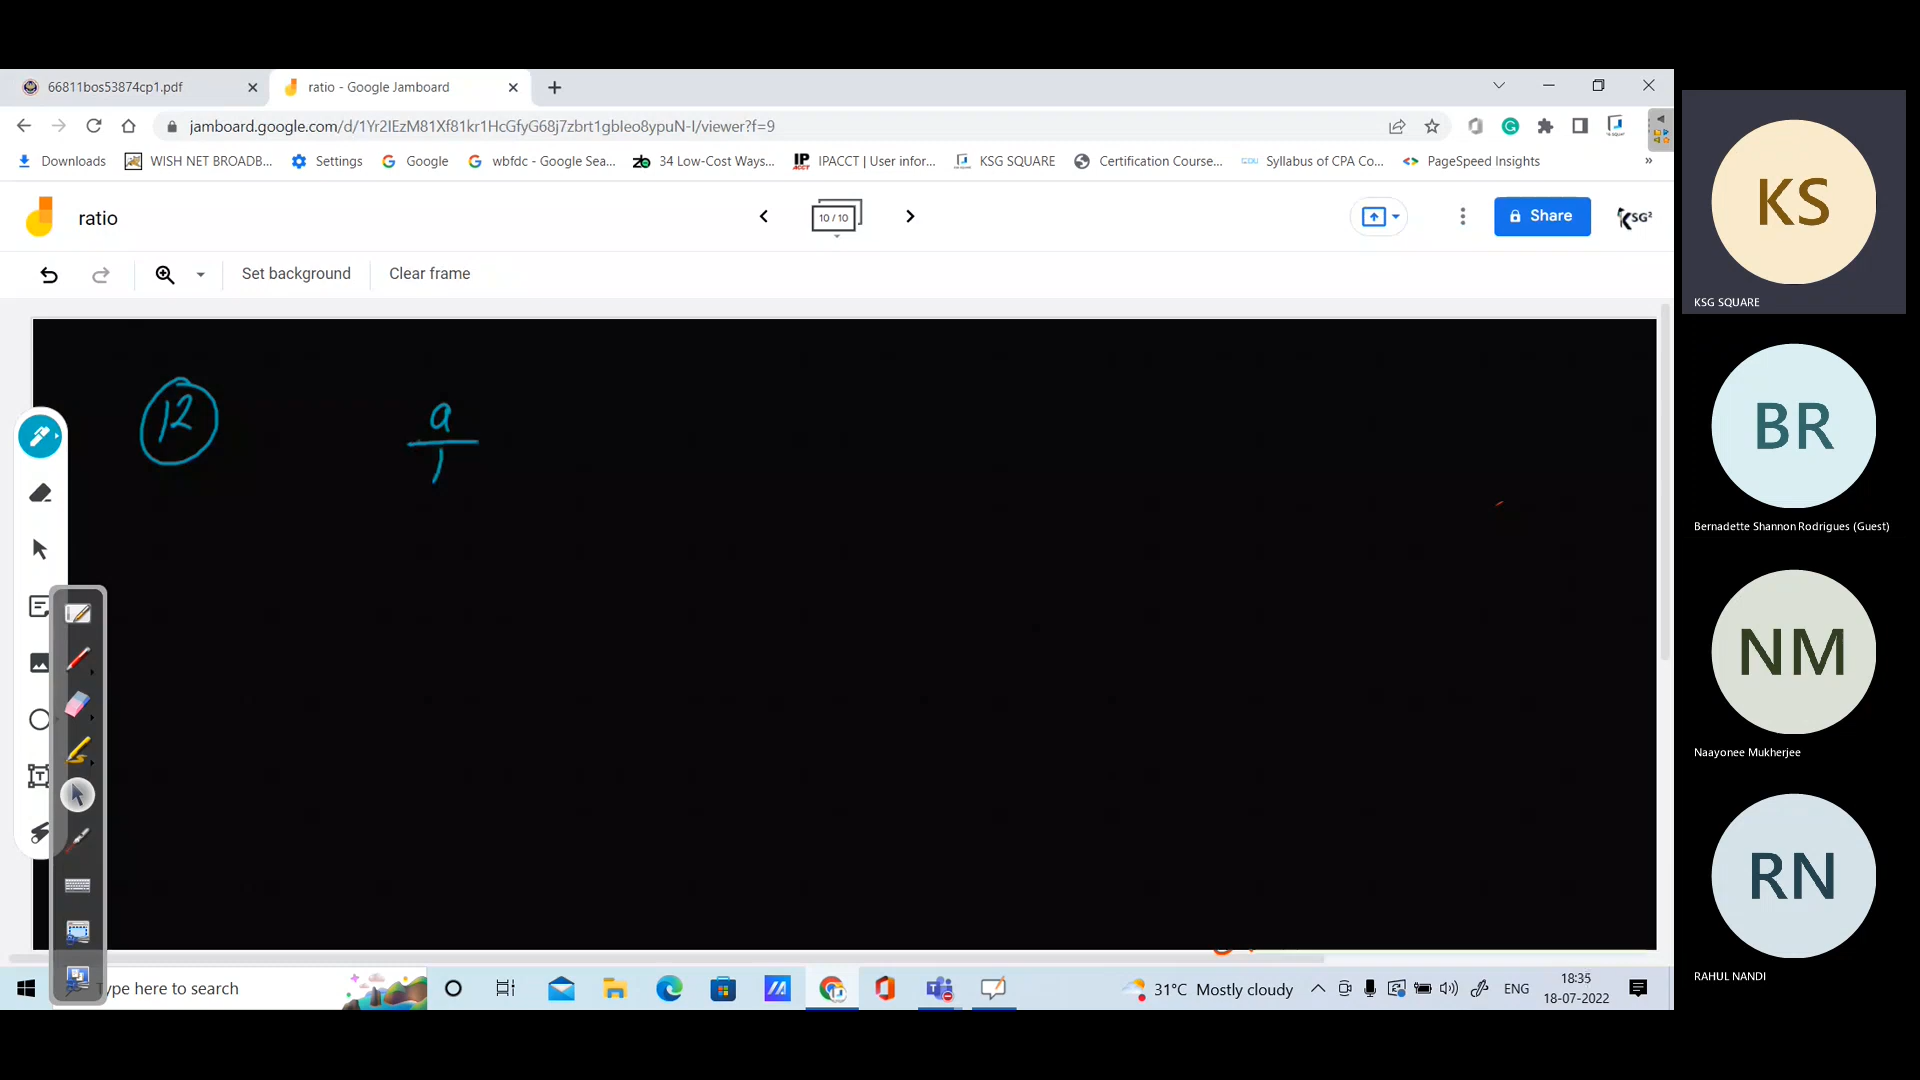 66811bos53874cp1.pdf
ratio - Google Jamboard
jamboard.google.com/d/1Yr2IEzM81Xf81kr1HcGfyG68j7zbrt1gbIeo8ypuN-I/viewer?f=9
Downloads WISH NET BROADB... Settings Google wbfdc - Google Sea... 34 Low-Cost Ways... IPACCT | User infor... KSG SQUARE Certification Course... Syllabus of CPA Co... PageSpeed Insights »
ratio
10 / 10
Share
KSG²
Set background Clear frame
12
a
KS
KSG SQUARE
BR
Bernadette Shannon Rodrigues (Guest)
NM
Naayonee Mukherjee
RN
RAHUL NANDI
Type here to search
31°C Mostly cloudy
ENG
18:35
18-07-2022